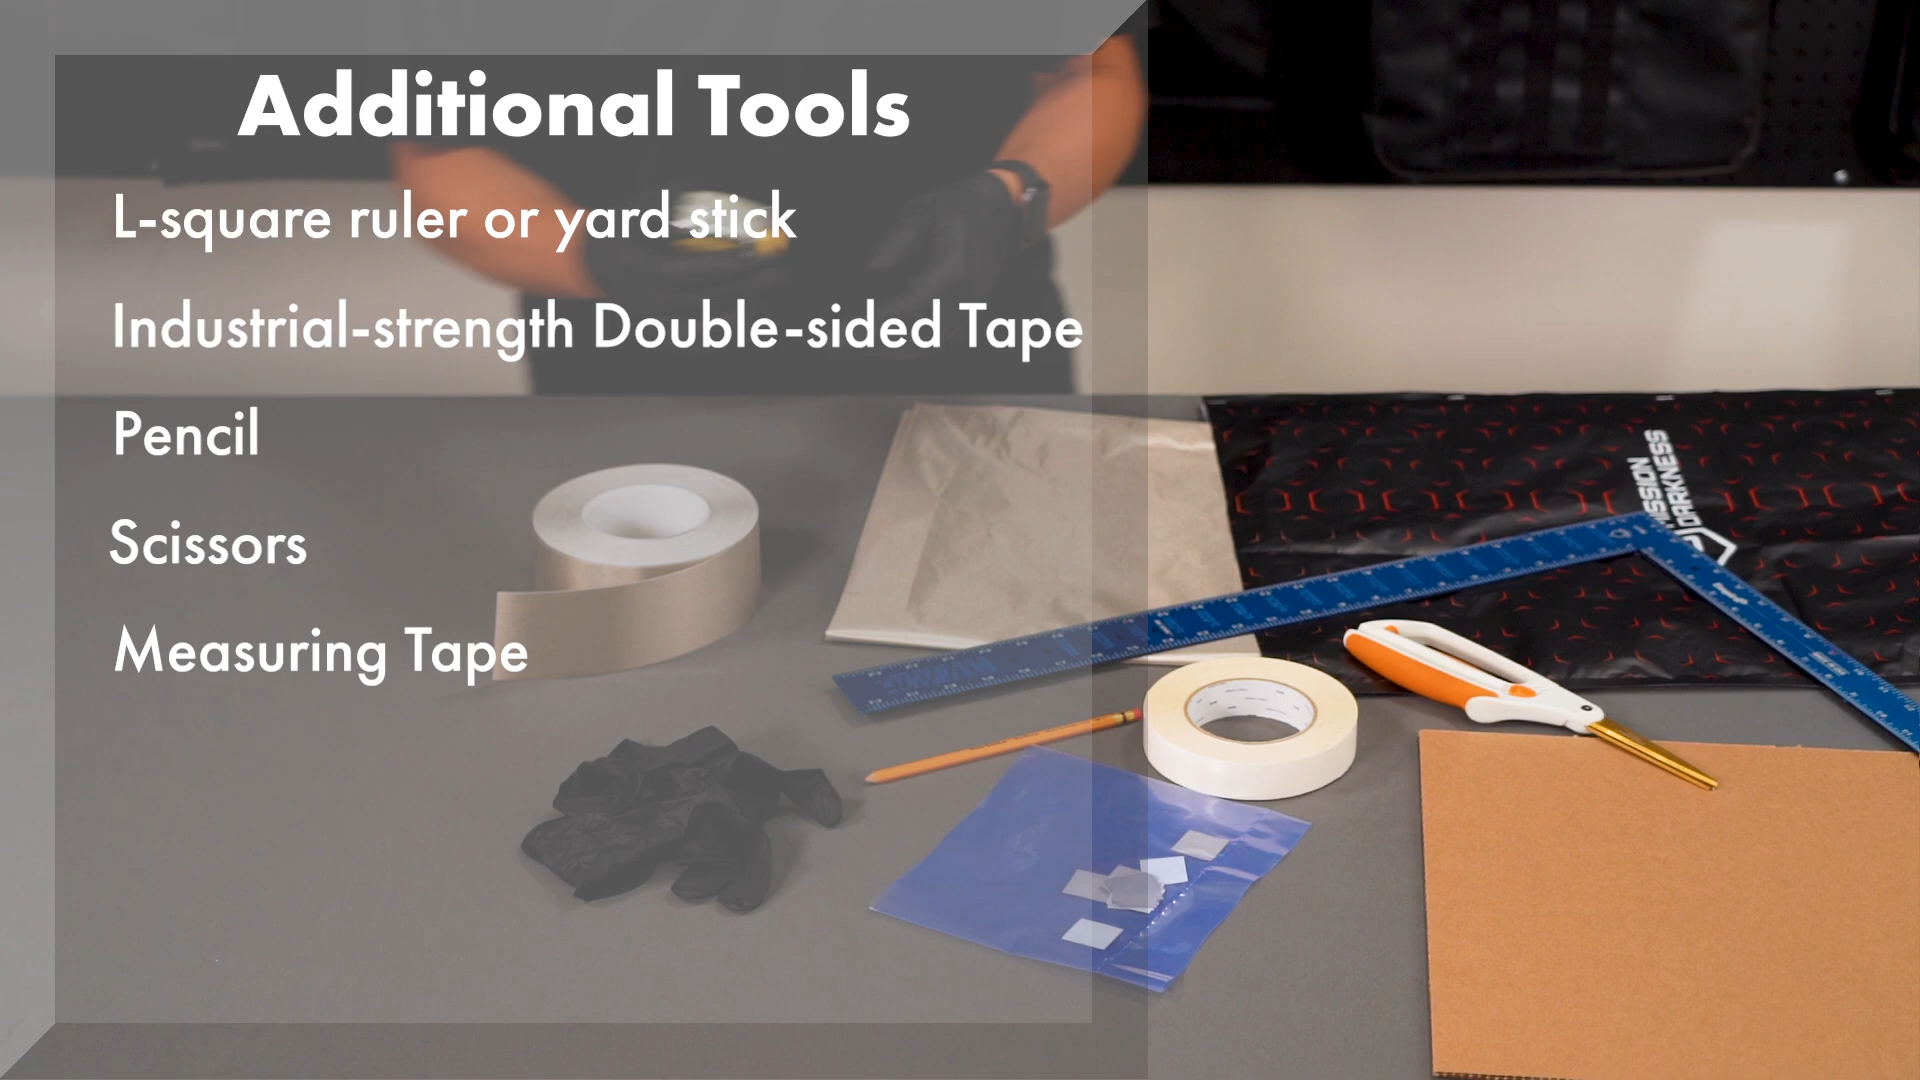 Additional Tools
L-square ruler or yard stick
Industrial-strength Double-sided Tape
Pencil
Scissors
Measuring Tape
MISSION
DARKNESS